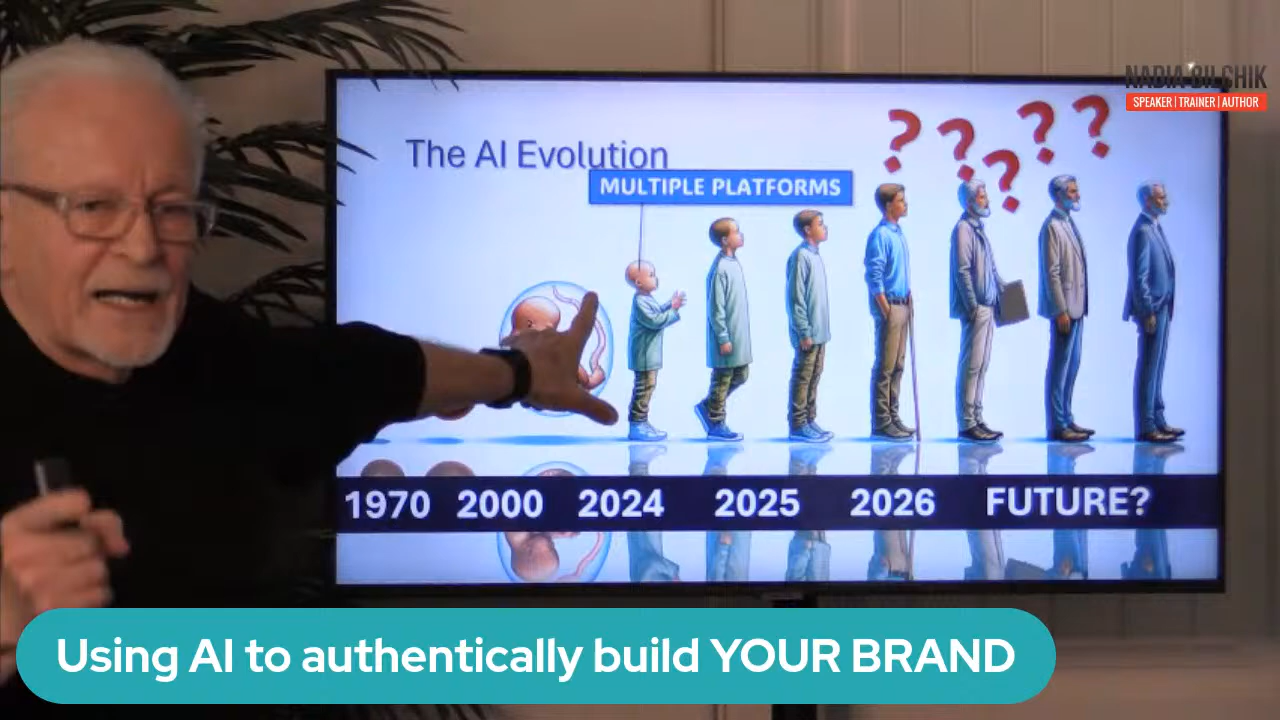 NADIA BILCHIK
SPEAKER | TRAINER | AUTHOR
The AI Evolution
MULTIPLE PLATFORMS
? ? ? ? ?
1970 2000 2024 2025 2026 FUTURE?
Using AI to authentically build YOUR BRAND